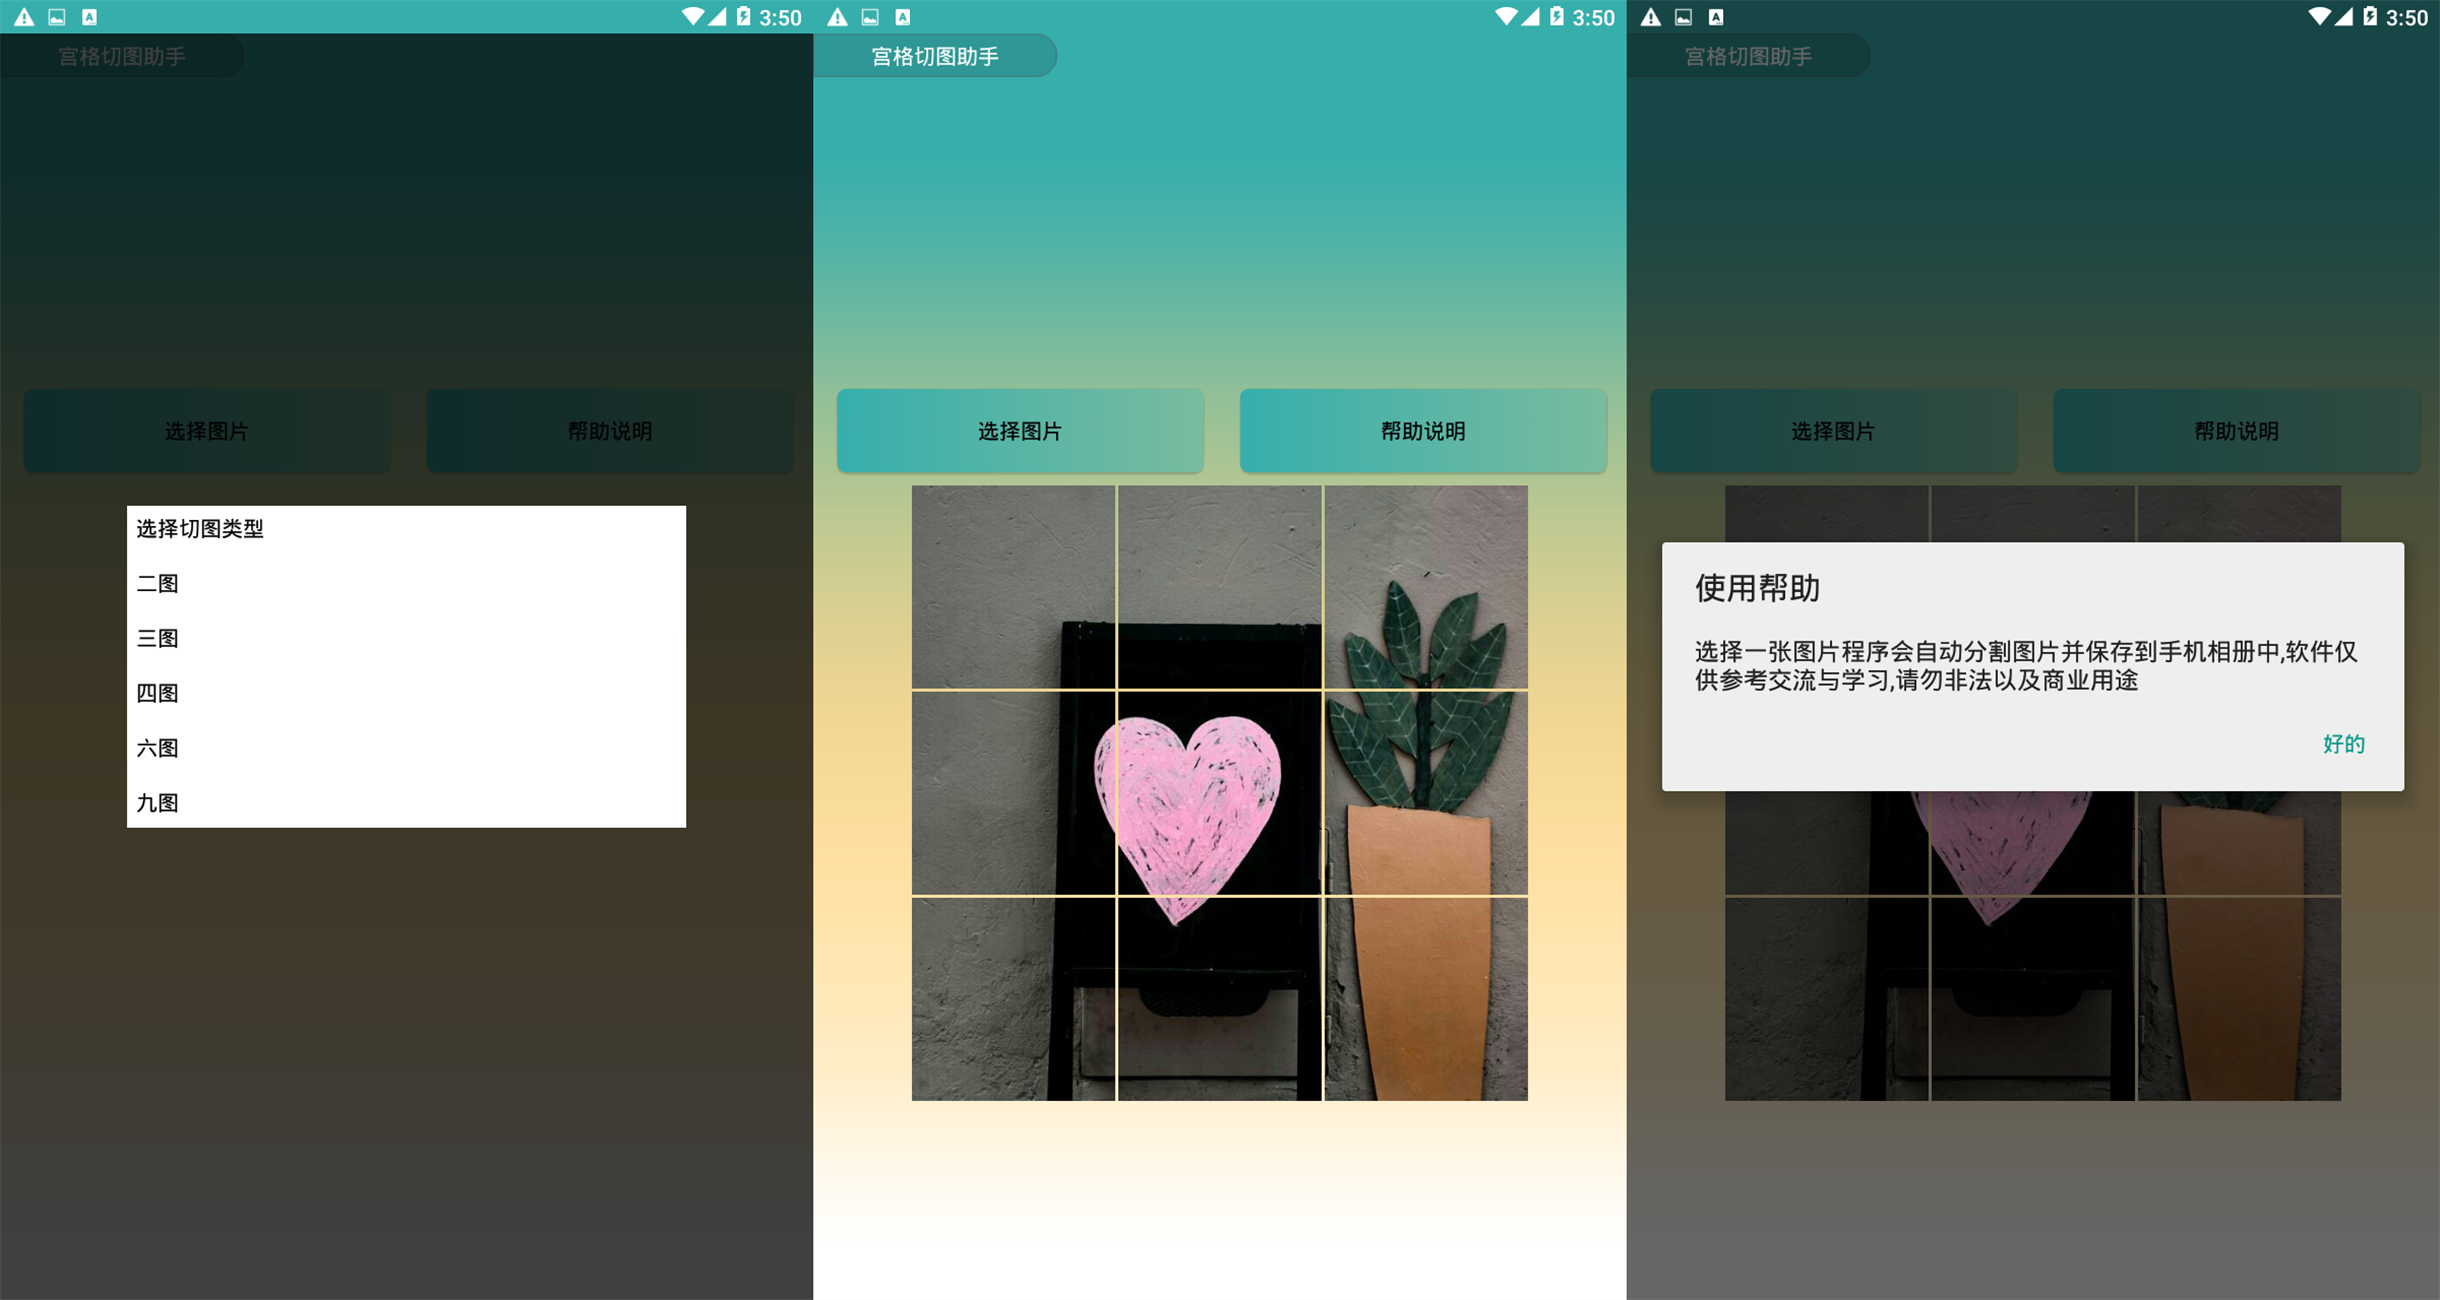 3:50
宫格切图助手
选择图片
帮助说明
选择切图类型
二图
三图
四图
六图
九图
3:50
宫格切图助手
选择图片
帮助说明
3:50
宫格切图助手
选择图片
帮助说明
使用帮助
选择一张图片程序会自动分割图片并保存到手机相册中,软件仅
供参考交流与学习,请勿非法以及商业用途
好的